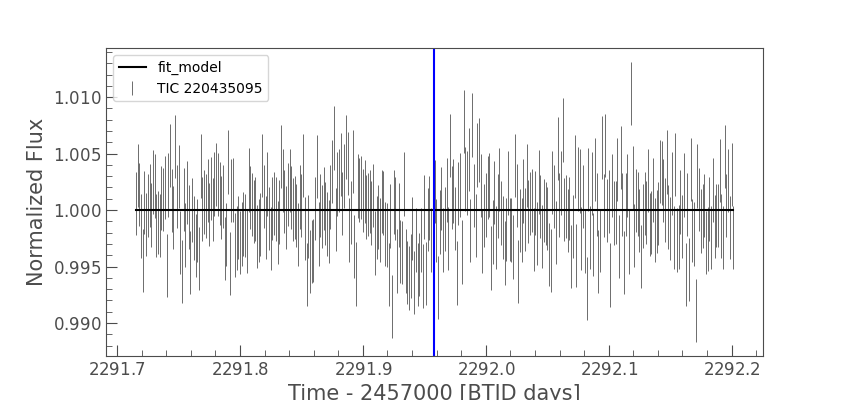 fit_model
TIC 220435095
Normalized Flux
1.010
1.005
1.000
0.995
0.990
2291.7 2291.8 2291.9 2292.0 2292.1 2292.2
Time - 2457000 [BTJD days]